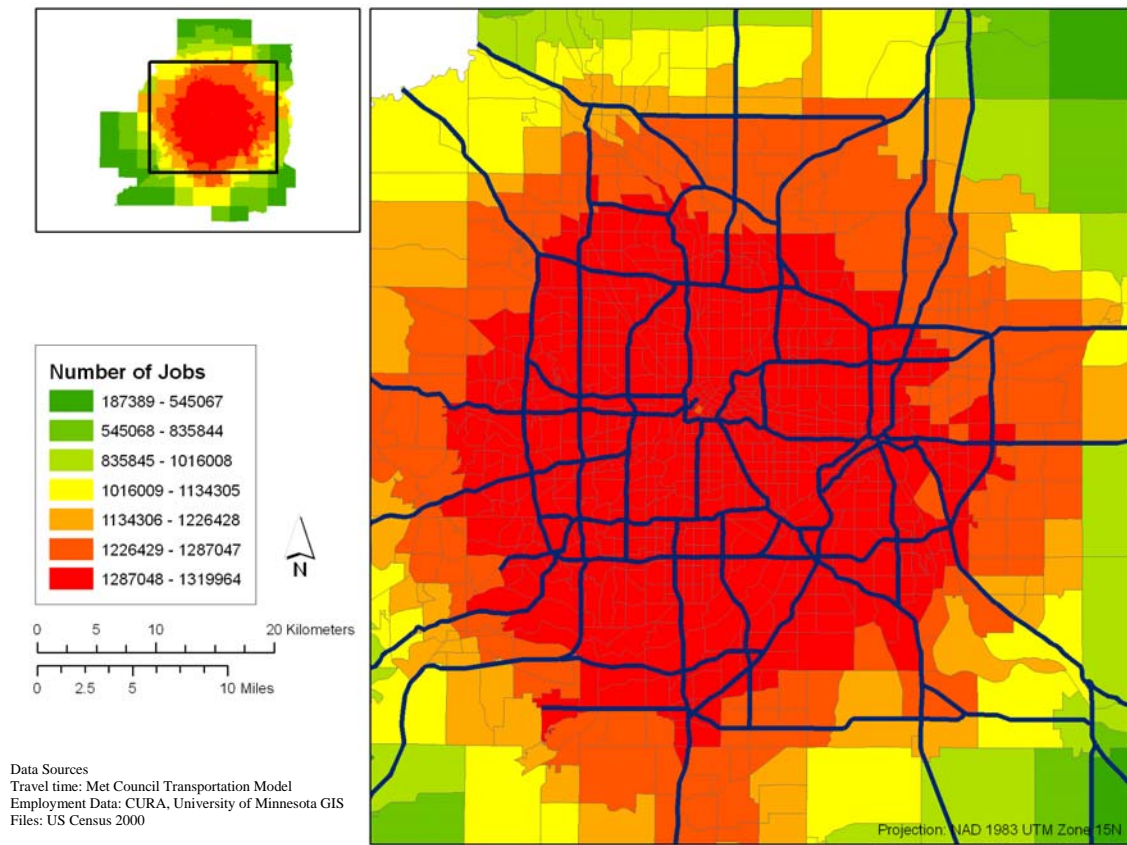 Number of Jobs
187389 - 545067
545068 - 835844
835845 - 1016008
1016009 - 1134305
1134306 - 1226428
1226429 - 1287047
1287048 - 1319964
N
0 5 10 20 Kilometers
0 2.5 5 10 Miles
Data Sources
Travel time: Met Council Transportation Model
Employment Data: CURA, University of Minnesota GIS
Files: US Census 2000
Projection: NAD 1983 UTM Zone 15N